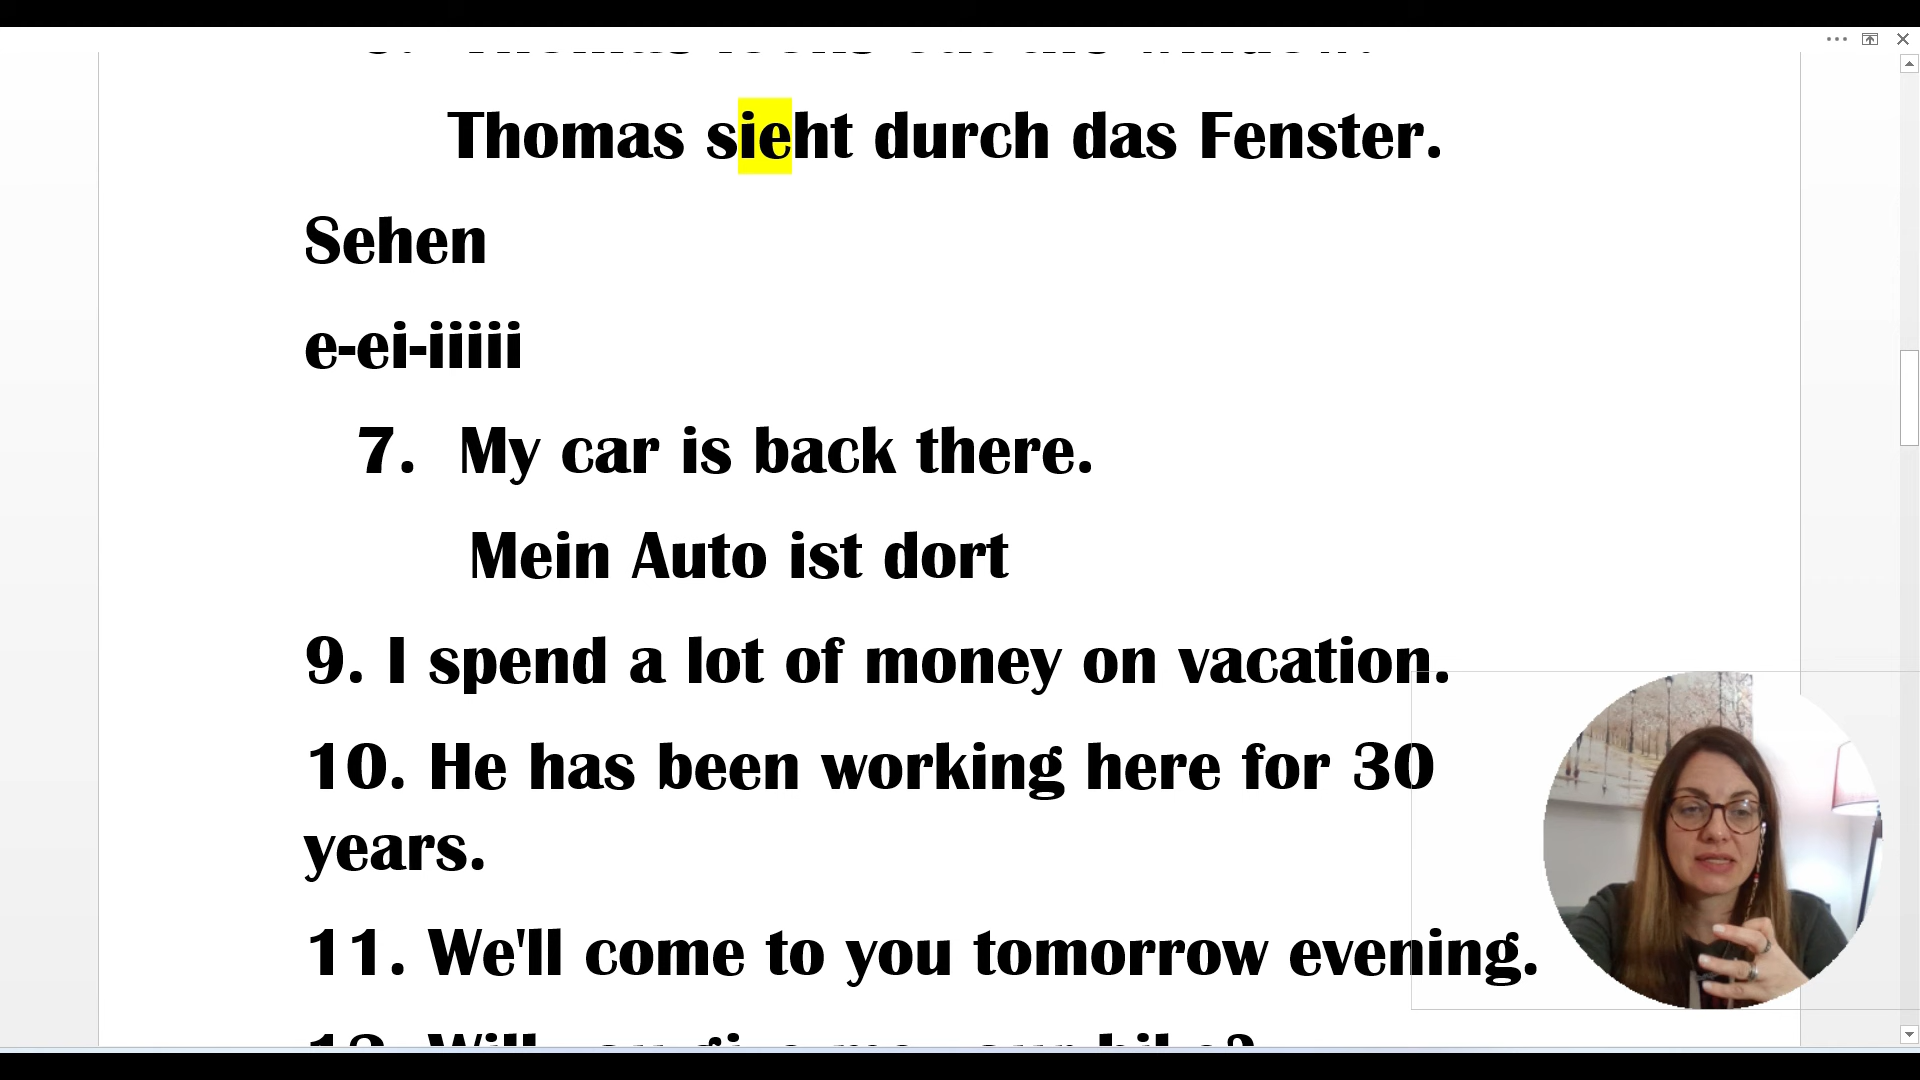 Thomas sieht durch das Fenster.
Sehen
e-ei-iiiii
7. My car is back there.
Mein Auto ist dort
9. I spend a lot of money on vacation.
10. He has been working here for 30
years.
11. We'll come to you tomorrow evening.